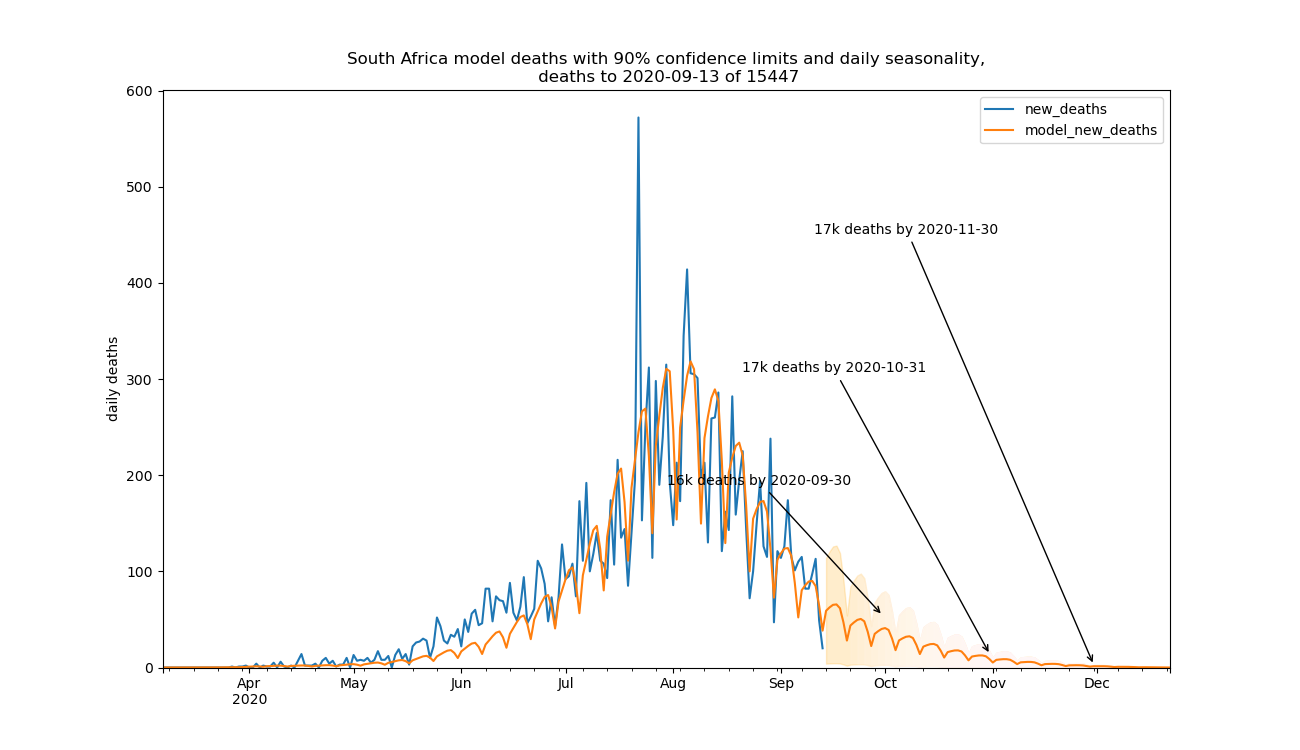 South Africa model deaths with 90% confidence limits and daily seasonality,
deaths to 2020-09-13 of 15447
600
new_deaths
model_new_deaths
500
17k deaths by 2020-11-30
400
daily deaths
300
17k deaths by 2020-10-31
200
16k deaths by 2020-09-30
100
0
Apr May Jun Jul Aug Sep Oct Nov Dec
2020